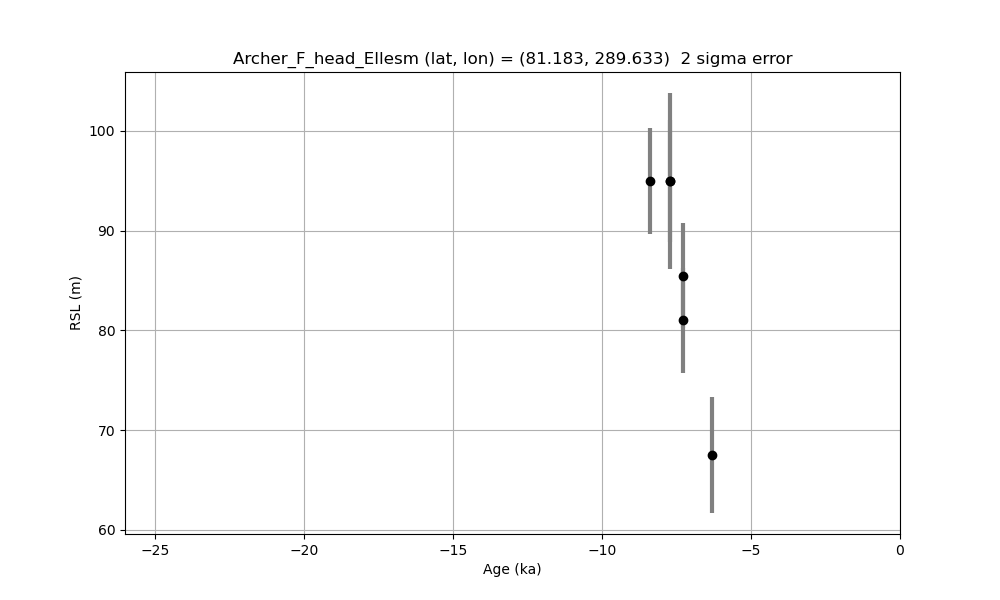 Archer_F_head_Ellesm (lat, lon) = (81.183, 289.633)  2 sigma error
RSL (m)
100
90
80
70
60
−25 −20 −15 −10 −5 0
Age (ka)